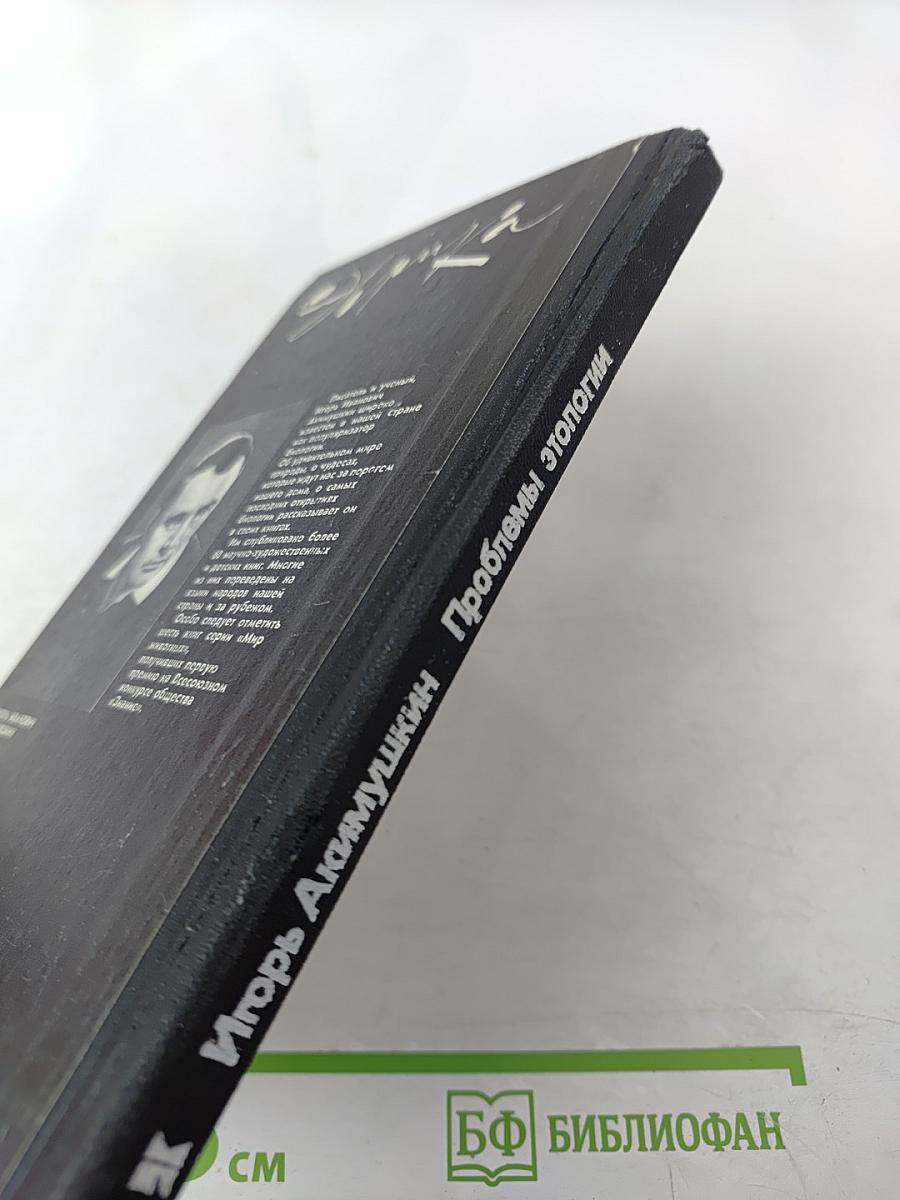 Эврика
Писатель и ученый,
Игорь Иванович
Акимушкин широко
известен в нашей стране
как популяризатор
биологии.
Об удивительном мире
природы, о чудесах,
которые ждут нас за порогом
нашего дома, о самых
последних открытиях
биологии рассказывает он
в своих книгах.
Им опубликовано более
60 научно-художественных
и детских книг. Многие
из них переведены на
языки народов нашей
страны и за рубежом.
Особо следует отметить
шесть книг серии «Мир
животных»,
получивших первую
премию на Всесоюзном
конкурсе общества
«Знание».
Игорь Акимушкин Проблемы этологии
см
БФ БИБЛИОФАН